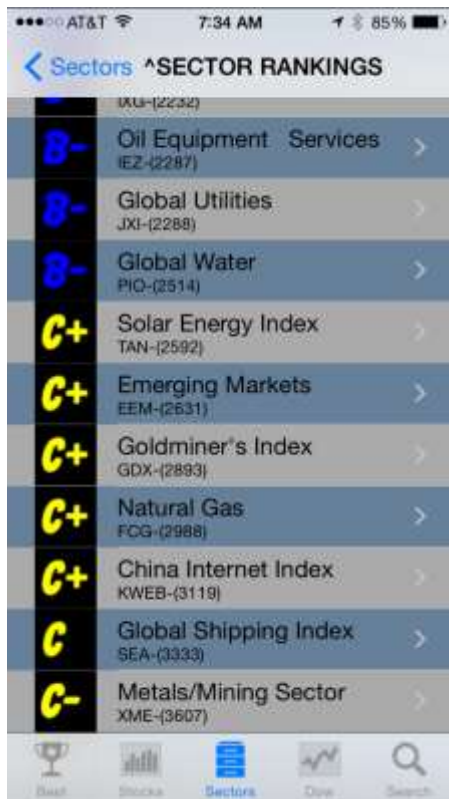 AT&T 7:34 AM 85%
Sectors ^SECTOR RANKINGS
IXG-(2232)
B- Oil Equipment Services
IEZ-(2287)
B- Global Utilities
JXI-(2288)
B- Global Water
PIO-(2514)
C+ Solar Energy Index
TAN-(2592)
C+ Emerging Markets
EEM-(2631)
C+ Goldminer's Index
GDX-(2893)
C+ Natural Gas
FCG-(2988)
C+ China Internet Index
KWEB-(3119)
C Global Shipping Index
SEA-(3333)
C- Metals/Mining Sector
XME-(3607)
Best Stocks Sectors Dow Search